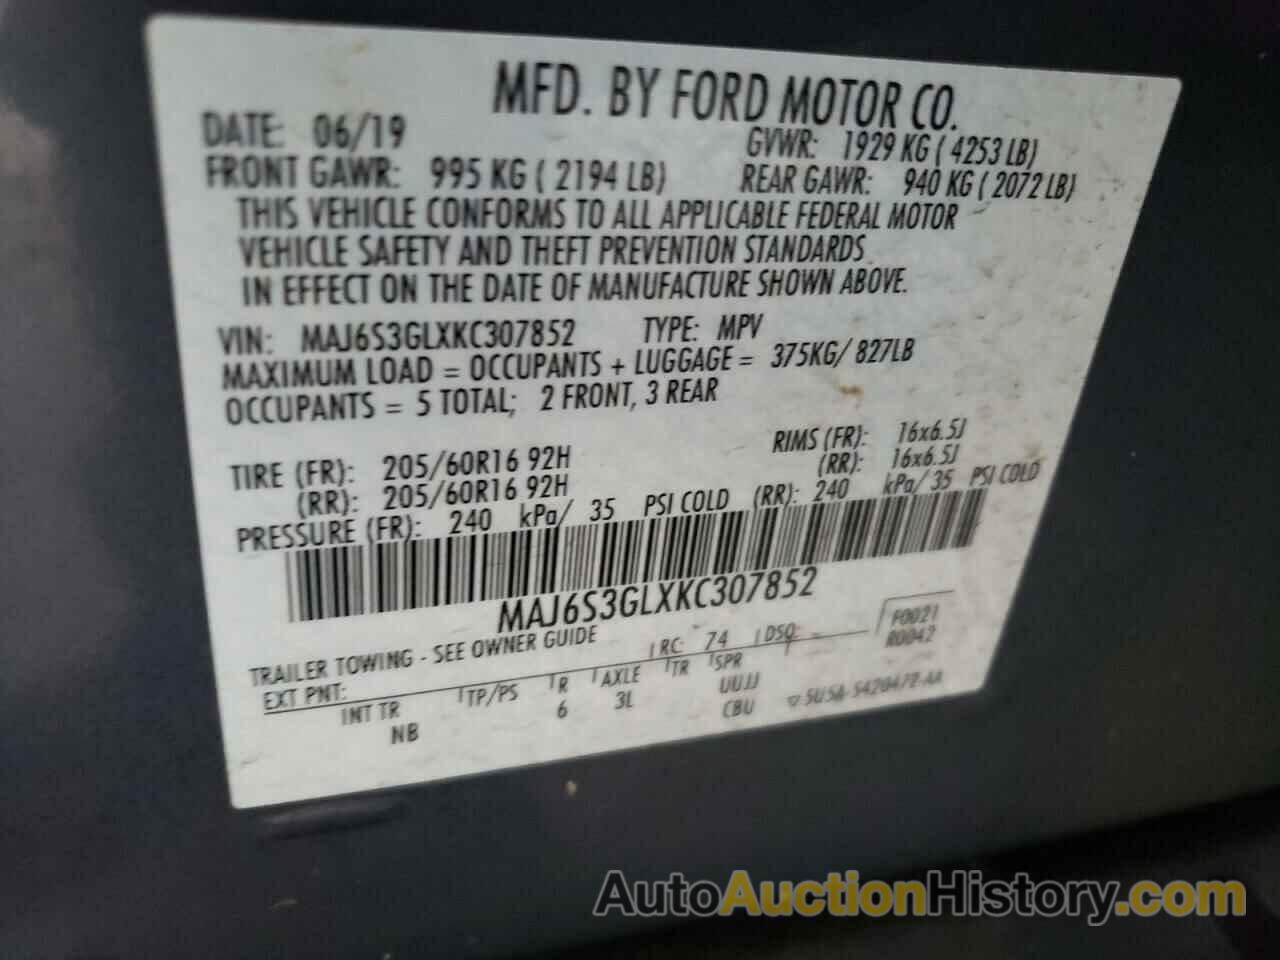 MFD. BY FORD MOTOR CO.
DATE: 06/19 GVWR: 1929 KG ( 4253 LB)
FRONT GAWR: 995 KG ( 2194 LB) REAR GAWR: 940 KG ( 2072 LB)
THIS VEHICLE CONFORMS TO ALL APPLICABLE FEDERAL MOTOR
VEHICLE SAFETY AND THEFT PREVENTION STANDARDS
IN EFFECT ON THE DATE OF MANUFACTURE SHOWN ABOVE.
VIN: MAJ6S3GLXKC307852 TYPE: MPV
MAXIMUM LOAD = OCCUPANTS + LUGGAGE = 375KG/ 827LB
OCCUPANTS = 5 TOTAL; 2 FRONT, 3 REAR
TIRE (FR): 205/60R16 92H RIMS (FR): 16x6.5J
(RR): 205/60R16 92H (RR): 16x6.5J
PRESSURE (FR): 240 kPa/ 35 PSI COLD (RR): 240 kPa/ 35 PSI COLD
MAJ6S3GLXKC307852
TRAILER TOWING - SEE OWNER GUIDE RC: 74 DSO: F0021
R0042
EXT PNT: INT TR TP/PS R AXLE TR SPR
NB 6 3L UUJJ
CBU 5U5A-5420472-AA
AutoAuctionHistory.com